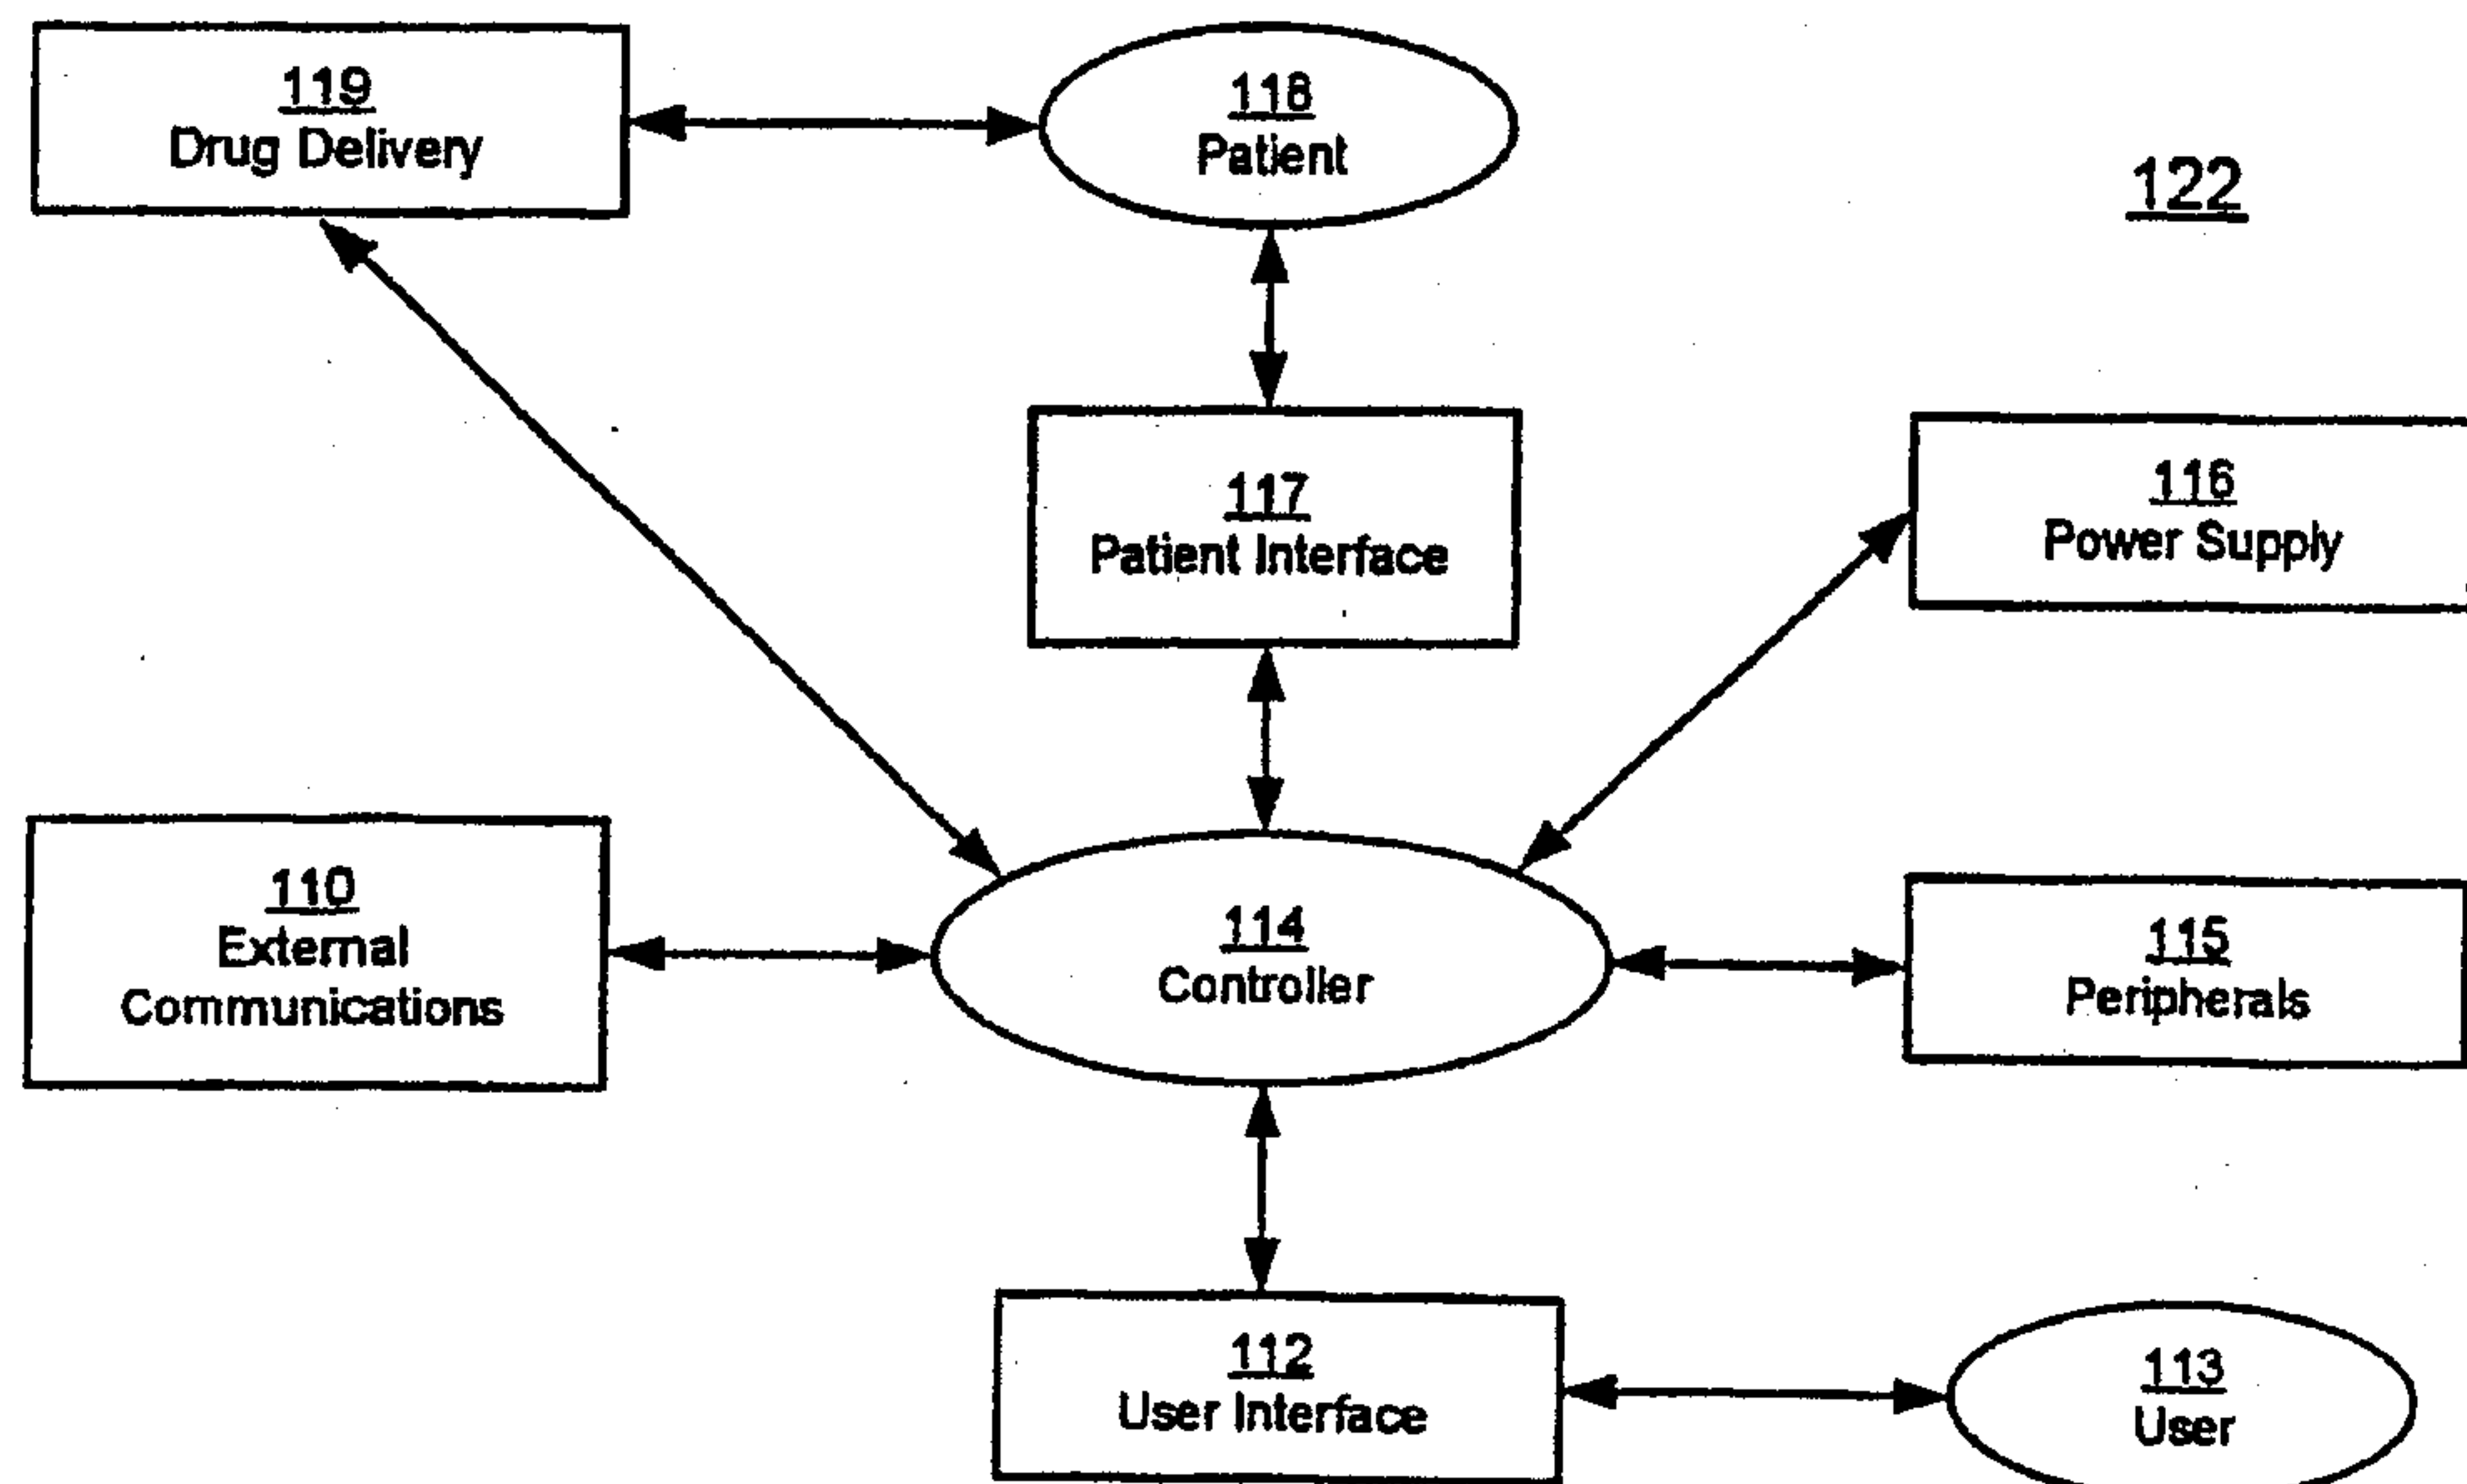 119
Drug Delivery
118
Patient
122
117
Patient Interface
116
Power Supply
110
External
Communications
114
Controller
115
Peripherals
112
User Interface
113
User